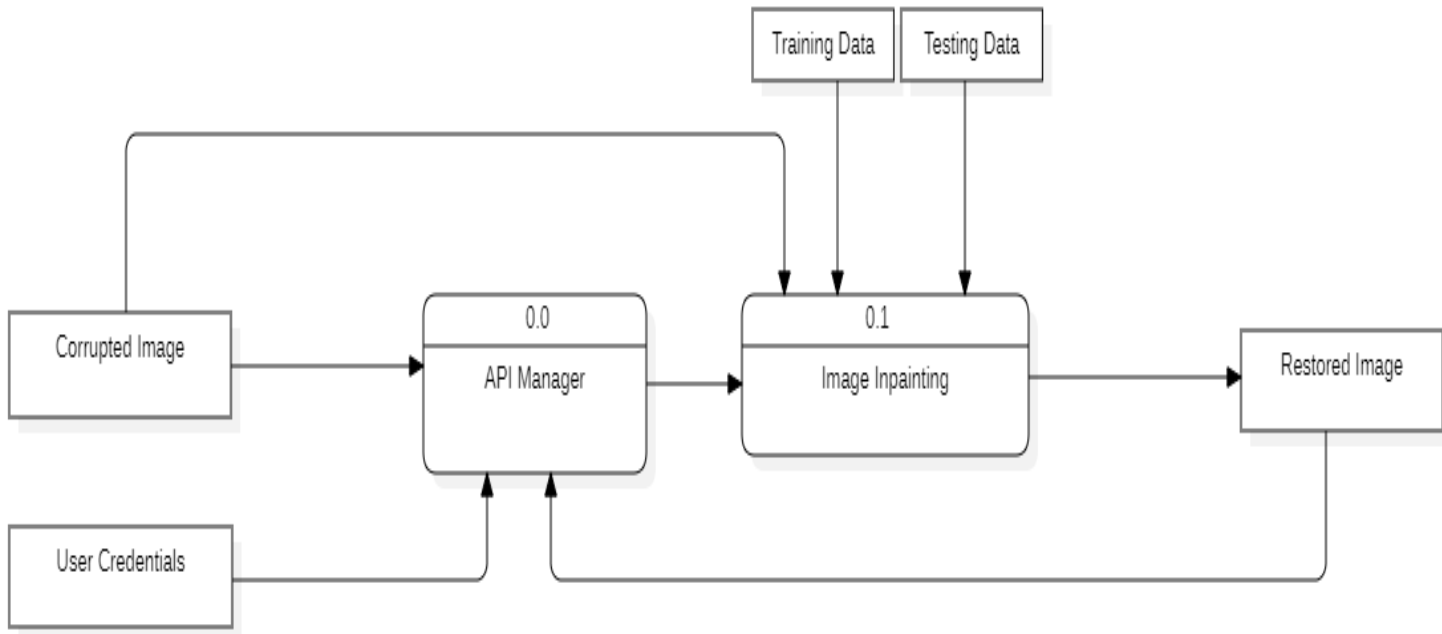 Training Data
Testing Data
Corrupted Image
0.0
API Manager
0.1
Image Inpainting
Restored Image
User Credentials